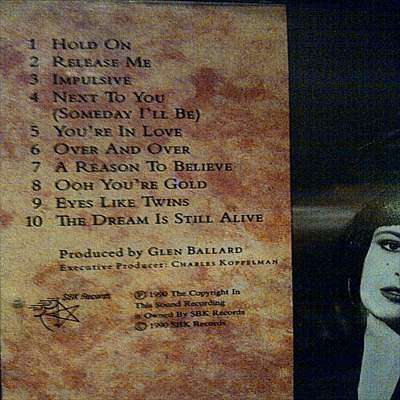 1 Hold On
2 Release Me
3 Impulsive
4 Next To You
(Someday I'll Be)
5 You're In Love
6 Over And Over
7 A Reason To Believe
8 Ooh You're Gold
9 Eyes Like Twins
10 The Dream Is Still Alive
Produced by Glen Ballard
Executive Producer: Charles Koppelman
SBK Records
℗ 1990 The Copyright In
This Sound Recording
is Owned By SBK Records
© 1990 SBK Records